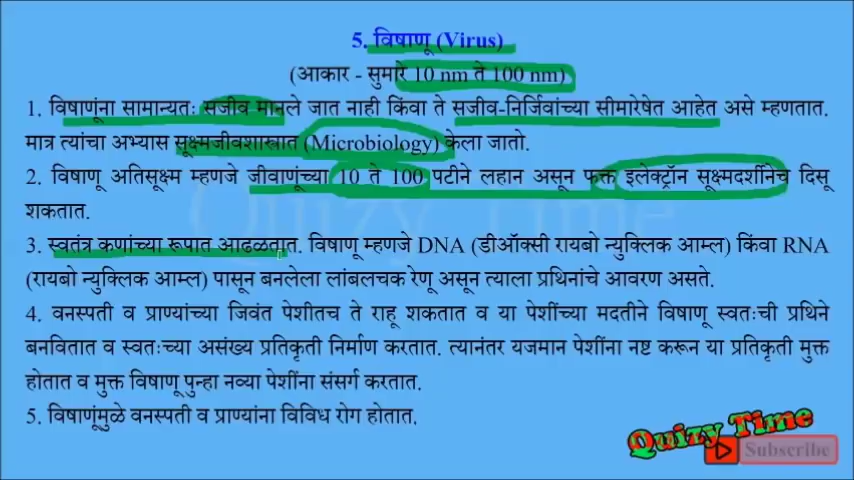 5. विषाणू (Virus)
(आकार - सुमारे 10 nm ते 100 nm)
1. विषाणूंना सामान्यतः सजीव मानले जात नाही किंवा ते सजीव-निर्जिवांच्या सीमारेषेत आहेत असे म्हणतात.
मात्र त्यांचा अभ्यास सूक्ष्मजीवशास्त्रात (Microbiology) केला जातो.
2. विषाणू अतिसूक्ष्म म्हणजे जीवाणूंच्या 10 ते 100 पटीने लहान असून फक्त इलेक्ट्रॉन सूक्ष्मदर्शीनेच दिसू
शकतात.
3. स्वतंत्र कणांच्या रूपात आढळतात. विषाणू म्हणजे DNA (डीऑक्सी रायबो न्युक्लिक आम्ल) किंवा RNA
(रायबो न्युक्लिक आम्ल) पासून बनलेला लांबलचक रेणू असून त्याला प्रथिनांचे आवरण असते.
4. वनस्पती व प्राण्यांच्या जिवंत पेशीतच ते राहू शकतात व या पेशींच्या मदतीने विषाणू स्वतःची प्रथिने
बनवितात व स्वतःच्या असंख्य प्रतिकृती निर्माण करतात. त्यानंतर यजमान पेशींना नष्ट करून या प्रतिकृती मुक्त
होतात व मुक्त विषाणू पुन्हा नव्या पेशींना संसर्ग करतात.
5. विषाणूंमुळे वनस्पती व प्राण्यांना विविध रोग होतात.
Quizy Time
Quizy Time
Subscribe